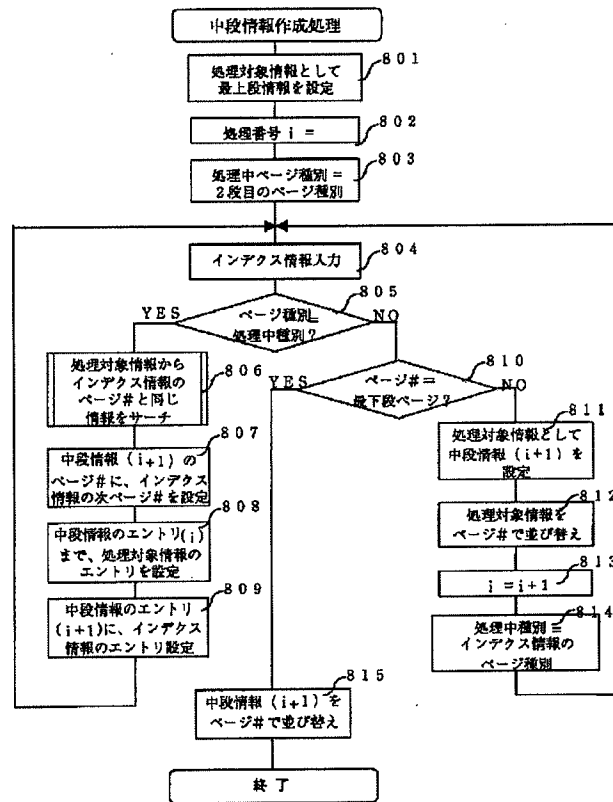 中段情報作成処理
801
処理対象情報として
最上段情報を設定
802
処理番号 i =
803
処理中ページ種別=
2段目のページ種別
804
インデクス情報入力
805
ページ種別=
処理中種別?
YES
NO
806
処理対象情報から
インデクス情報の
ページ#と同じ
情報をサーチ
807
中段情報 (i+1) の
ページ#に、インデクス
情報の次ページ#を設定
808
中段情報のエントリ(i)
まで、処理対象情報の
エントリを設定
809
中段情報のエントリ
(i+1)に、インデクス
情報のエントリ設定
810
ページ#=
最下段ページ?
YES
NO
811
処理対象情報として
中段情報 (i+1) を
設定
812
処理対象情報を
ページ#で並び替え
813
i =i+1
814
処理中種別=
インデクス情報の
ページ種別
815
中段情報 (i+1) を
ページ#で並び替え
終了